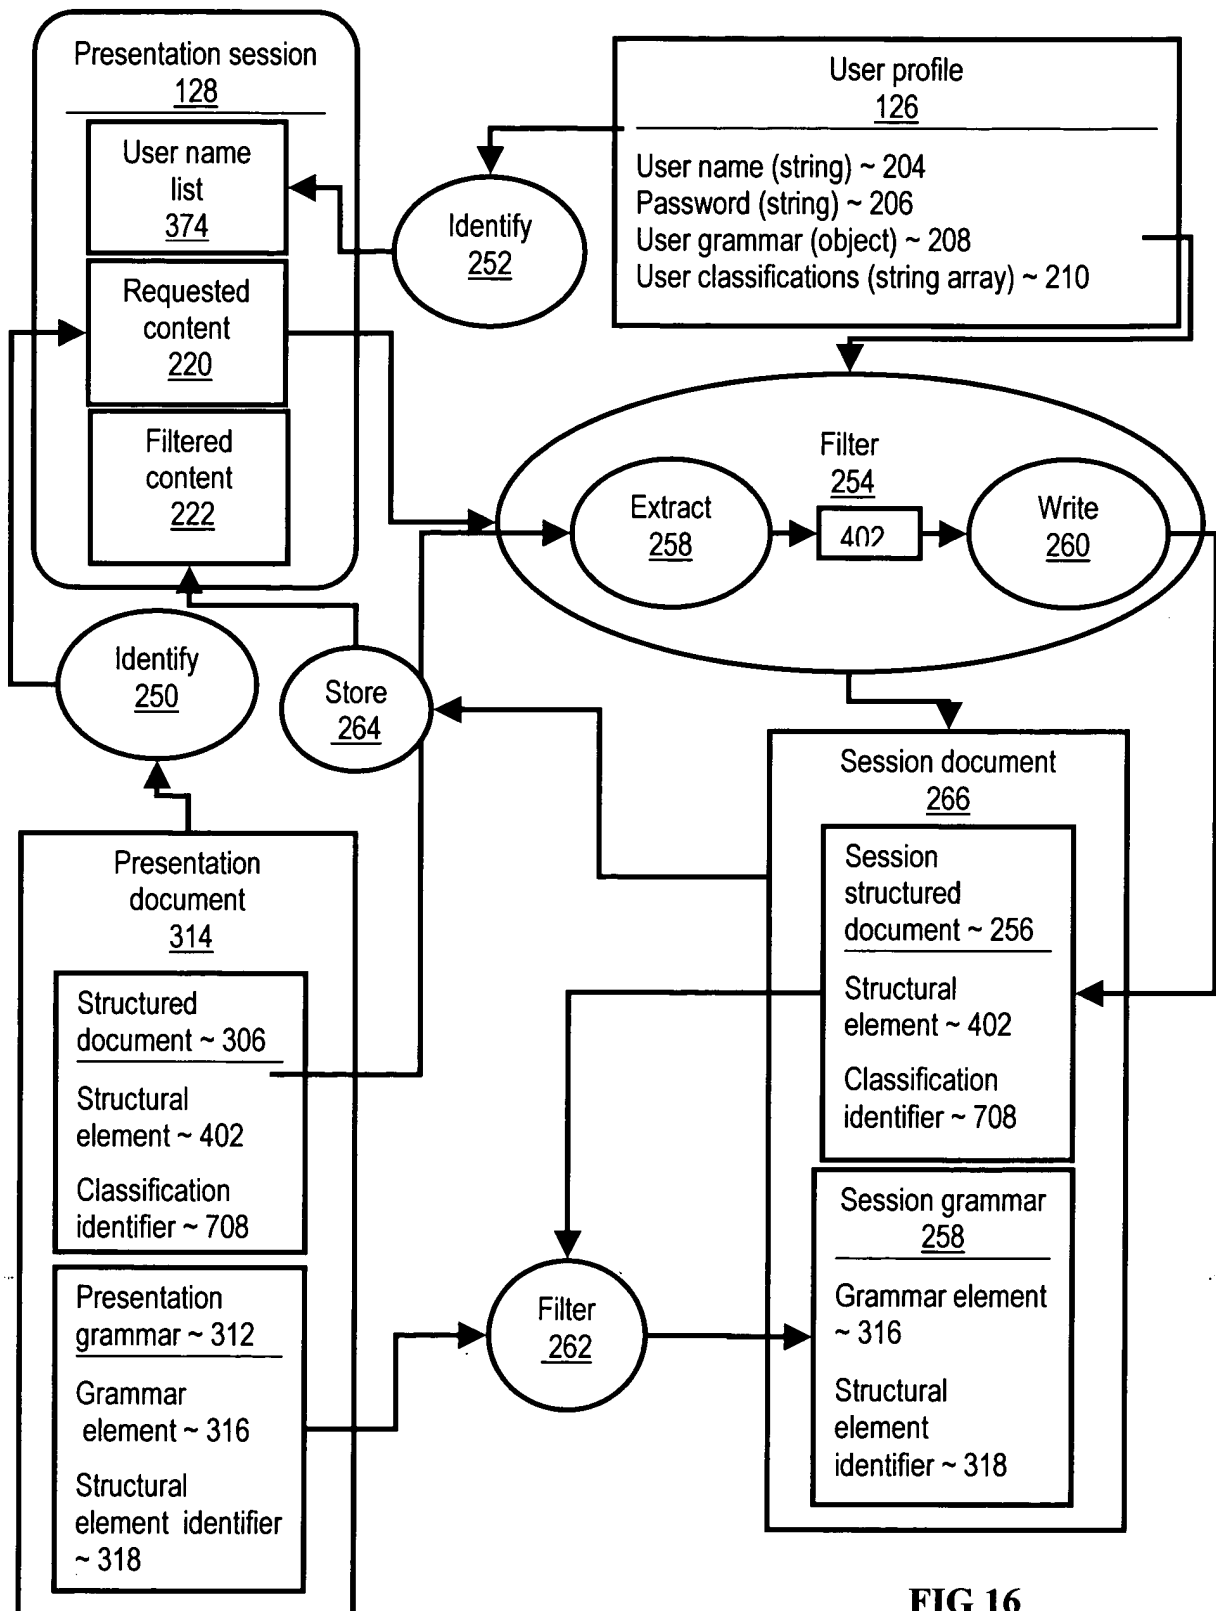 Presentation session
128
User name
list
374
Requested
content
220
Filtered
content
222
User profile
126
User name (string) ~ 204
Password (string) ~ 206
User grammar (object) ~ 208
User classifications (string array) ~ 210
Identify
252
Filter
254
Extract
258
402
Write
260
Identify
250
Store
264
Session document
266
Session
structured
document ~ 256
Structural
element ~ 402
Classification
identifier ~ 708
Session grammar
258
Grammar element
~ 316
Structural
element
identifier ~ 318
Presentation
document
314
Structured
document ~ 306
Structural
element ~ 402
Classification
identifier ~ 708
Presentation
grammar ~ 312
Grammar
element ~ 316
Structural
element identifier
~ 318
Filter
262
FIG 16